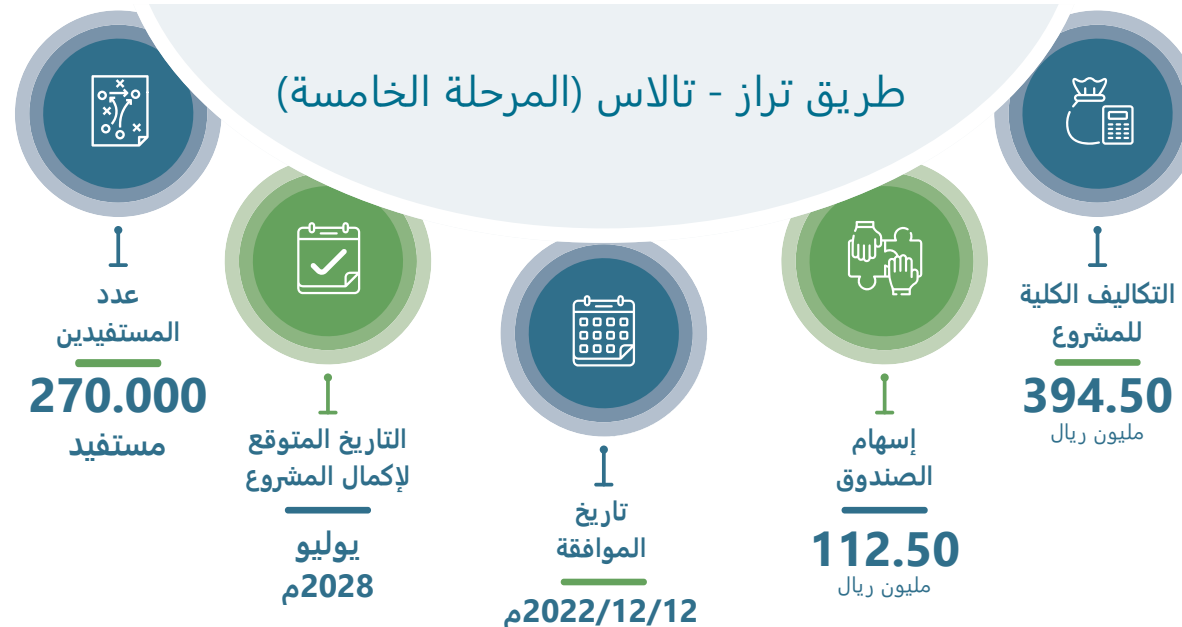 طريق تراز - تالاس (المرحلة الخامسة)
التكاليف الكلية
للمشروع
394.50
مليون ريال
إسهام
الصندوق
112.50
مليون ريال
تاريخ
الموافقة
2022/12/12م
التاريخ المتوقع
لإكمال المشروع
يوليو
2028م
عدد
المستفيدين
270.000
مستفيد